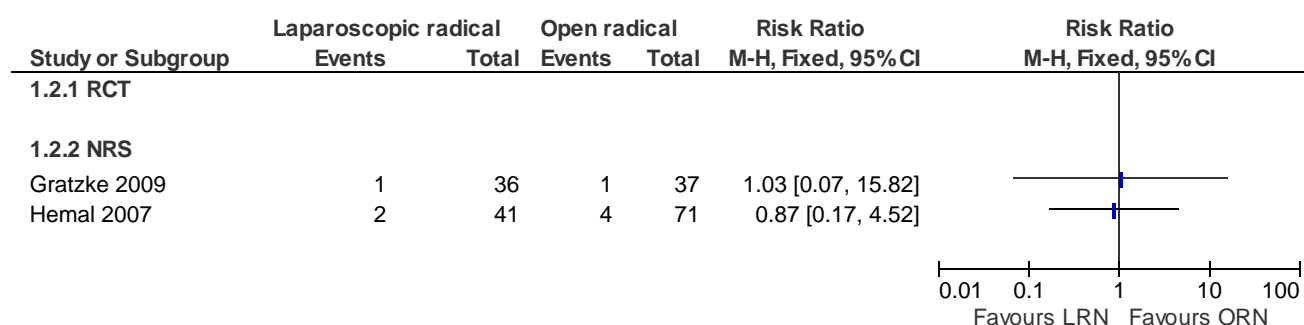 Laparoscopic radical Open radical Risk Ratio Risk Ratio
Study or Subgroup Events Total Events Total M-H, Fixed, 95% CI M-H, Fixed, 95% CI
1.2.1 RCT
1.2.2 NRS
Gratzke 2009 1 36 1 37 1.03 [0.07, 15.82]
Hemal 2007 2 41 4 71 0.87 [0.17, 4.52]
0.01 0.1 1 10 100
Favours LRN Favours ORN